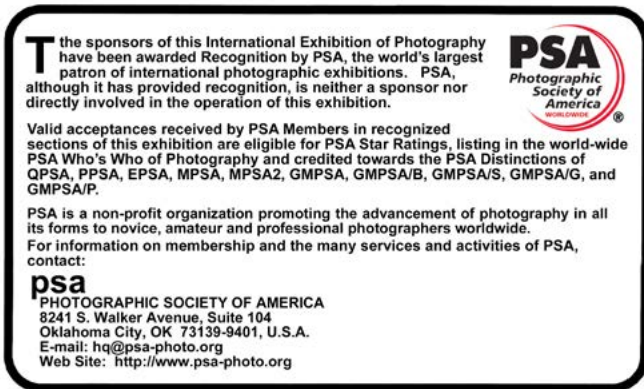 The sponsors of this International Exhibition of Photography
have been awarded Recognition by PSA, the world's largest
patron of international photographic exhibitions. PSA,
although it has provided recognition, is neither a sponsor nor
directly involved in the operation of this exhibition.
PSA
Photographic
Society of
America
WORLDWIDE
®
Valid acceptances received by PSA Members in recognized
sections of this exhibition are eligible for PSA Star Ratings, listing in the world-wide
PSA Who's Who of Photography and credited towards the PSA Distinctions of
QPSA, PPSA, EPSA, MPSA, MPSA2, GMPSA, GMPSA/B, GMPSA/S, GMPSA/G, and
GMPSA/P.
PSA is a non-profit organization promoting the advancement of photography in all
its forms to novice, amateur and professional photographers worldwide.
For information on membership and the many services and activities of PSA,
contact:
psa
PHOTOGRAPHIC SOCIETY OF AMERICA
8241 S. Walker Avenue, Suite 104
Oklahoma City, OK 73139-9401, U.S.A.
E-mail: hq@psa-photo.org
Web Site: http://www.psa-photo.org